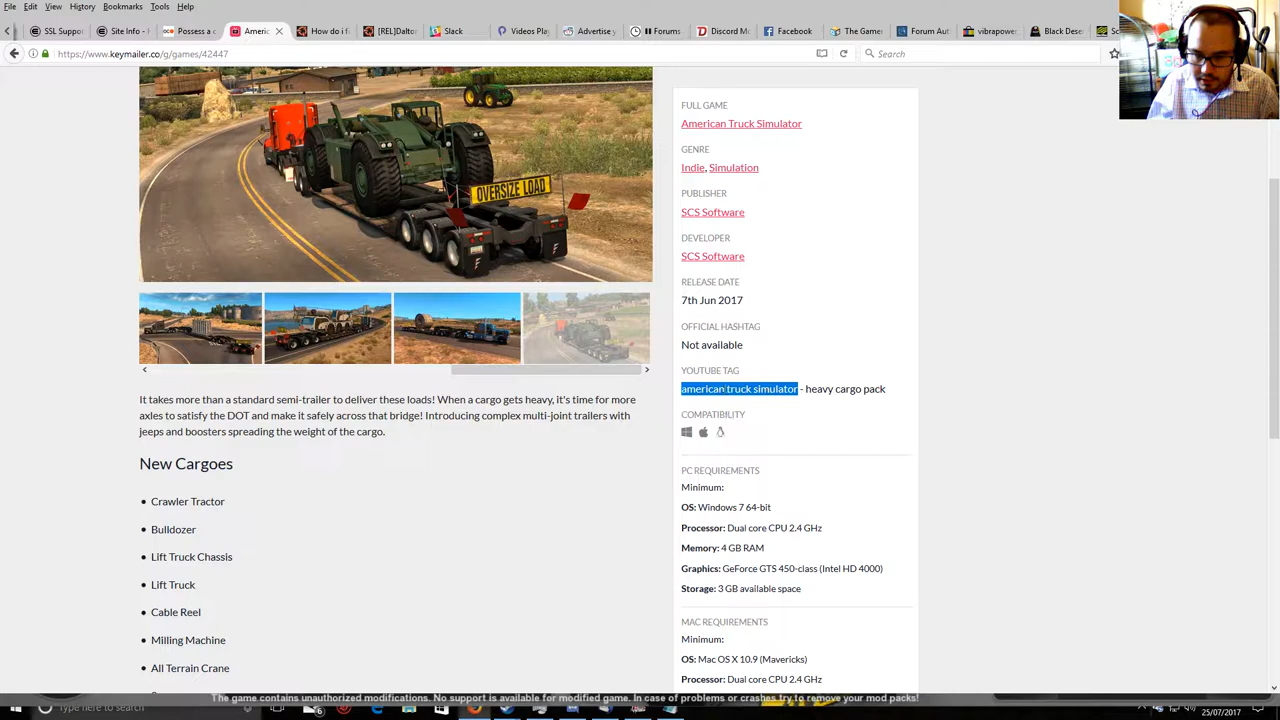 File Edit View History Bookmarks Tools Help
SSL Support
Site Info -
Possess a
Americ
How do i f
[REL]Dalton
Slack
Videos Pla
Advertise y
Forums
Discord M
Facebook
The Gamer
Forum Aut
vibrapower
Black Deser
https://www.keymailer.co/g/games/42447
Search
OVERSIZE LOAD
FULL GAME
American Truck Simulator
GENRE
Indie, Simulation
PUBLISHER
SCS Software
DEVELOPER
SCS Software
RELEASE DATE
7th Jun 2017
OFFICIAL HASHTAG
Not available
YOUTUBE TAG
american truck simulator - heavy cargo pack
COMPATIBILITY
PC REQUIREMENTS
Minimum:
OS: Windows 7 64-bit
Processor: Dual core CPU 2.4 GHz
Memory: 4 GB RAM
Graphics: GeForce GTS 450-class (Intel HD 4000)
Storage: 3 GB available space
MAC REQUIREMENTS
Minimum:
OS: Mac OS X 10.9 (Mavericks)
Processor: Dual core CPU 2.4 GHz
It takes more than a standard semi-trailer to deliver these loads! When a cargo gets heavy, it's time for more
axles to satisfy the DOT and make it safely across that bridge! Introducing complex multi-joint trailers with
jeeps and boosters spreading the weight of the cargo.
New Cargoes
• Crawler Tractor
• Bulldozer
• Lift Truck Chassis
• Lift Truck
• Cable Reel
• Milling Machine
• All Terrain Crane
The game contains unauthorized modifications. No support is available for modified game. In case of problems or crashes try to remove your mod packs!
Type here to search
25/07/2017